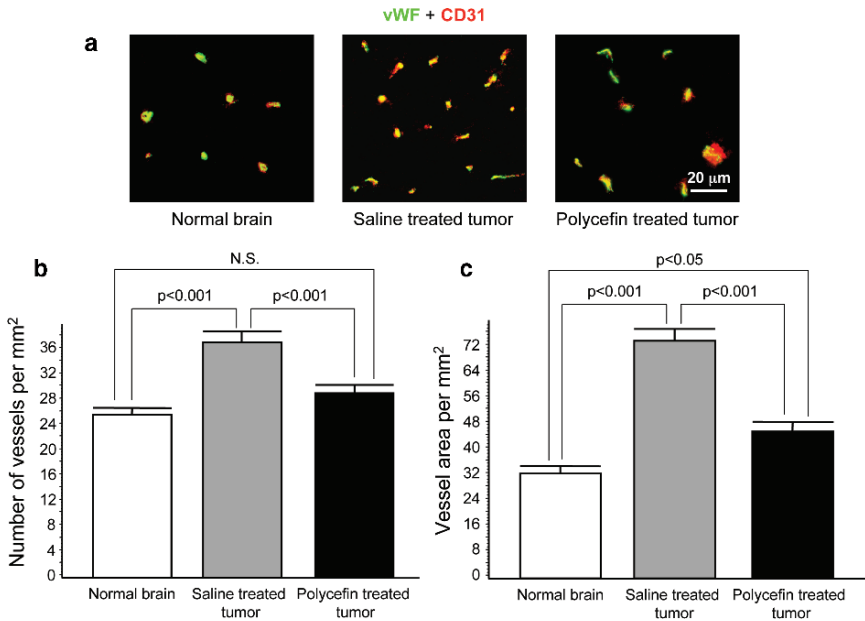 vWF + CD31
a
20 µm
Normal brain
Saline treated tumor
Polycefin treated tumor
b
N.S.
p<0.001
p<0.001
Number of vessels per mm²
36
32
28
24
20
16
12
8
4
0
Normal brain
Saline treated
tumor
Polycefin treated
tumor
c
p<0.05
p<0.001
p<0.001
Vessel area per mm²
72
64
56
48
40
32
24
16
8
0
Normal brain
Saline treated
tumor
Polycefin treated
tumor